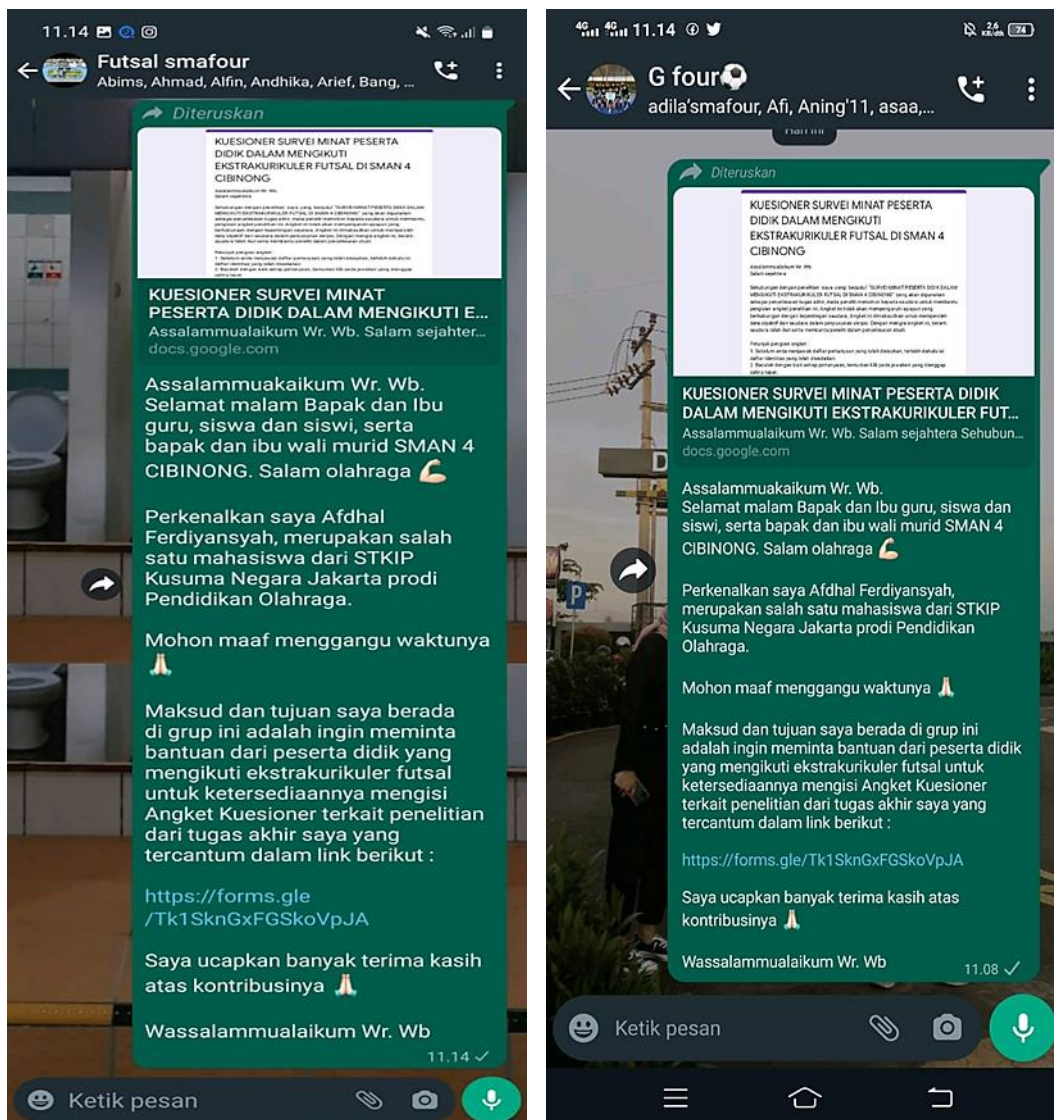 11.14
Futsal smafour
Abims, Ahmad, Alfin, Andhika, Arief, Bang, ...
Diteruskan
KUESIONER SURVEI MINAT PESERTA
DIDIK DALAM MENGIKUTI
EKSTRAKURIKULER FUTSAL DI SMAN 4
CIBINONG
KUESIONER SURVEI MINAT
PESERTA DIDIK DALAM MENGIKUTI E...
Assalammualaikum Wr. Wb. Salam sejahter...
docs.google.com
Assalammuakaikum Wr. Wb.
Selamat malam Bapak dan Ibu
guru, siswa dan siswi, serta
bapak dan ibu wali murid SMAN 4
CIBINONG. Salam olahraga 💪🏻
Perkenalkan saya Afdhal
Ferdiyansyah, merupakan salah
satu mahasiswa dari STKIP
Kusuma Negara Jakarta prodi
Pendidikan Olahraga.
Mohon maaf menggangu waktunya
🙏🏻
Maksud dan tujuan saya berada
di grup ini adalah ingin meminta
bantuan dari peserta didik yang
mengikuti ekstrakurikuler futsal
untuk ketersediaannya mengisi
Angket Kuesioner terkait penelitian
dari tugas akhir saya yang
tercantum dalam link berikut :
https://forms.gle
/Tk1SknGxFGSkoVpJA
Saya ucapkan banyak terima kasih
atas kontribusinya 🙏🏻
Wassalammualaikum Wr. Wb
11.14
Ketik pesan
4G 4G 11.14
2,6 KB/dtk 74
G four⚽
adila'smafour, Afi, Aning'11, asaa,...
Hari ini
Diteruskan
KUESIONER SURVEI MINAT PESERTA
DIDIK DALAM MENGIKUTI
EKSTRAKURIKULER FUTSAL DI SMAN 4
CIBINONG
KUESIONER SURVEI MINAT PESERTA DIDIK
DALAM MENGIKUTI EKSTRAKURIKULER FUT...
Assalammualaikum Wr. Wb. Salam sejahtera Sehubun...
docs.google.com
Assalammuakaikum Wr. Wb.
Selamat malam Bapak dan Ibu guru, siswa dan
siswi, serta bapak dan ibu wali murid SMAN 4
CIBINONG. Salam olahraga 💪🏻
Perkenalkan saya Afdhal Ferdiyansyah,
merupakan salah satu mahasiswa dari STKIP
Kusuma Negara Jakarta prodi Pendidikan
Olahraga.
Mohon maaf menggangu waktunya 🙏🏻
Maksud dan tujuan saya berada di grup ini
adalah ingin meminta bantuan dari peserta didik
yang mengikuti ekstrakurikuler futsal untuk
ketersediaannya mengisi Angket Kuesioner
terkait penelitian dari tugas akhir saya yang
tercantum dalam link berikut :
https://forms.gle/Tk1SknGxFGSkoVpJA
Saya ucapkan banyak terima kasih atas
kontribusinya 🙏🏻
Wassalammualaikum Wr. Wb
11.08
P
Ketik pesan